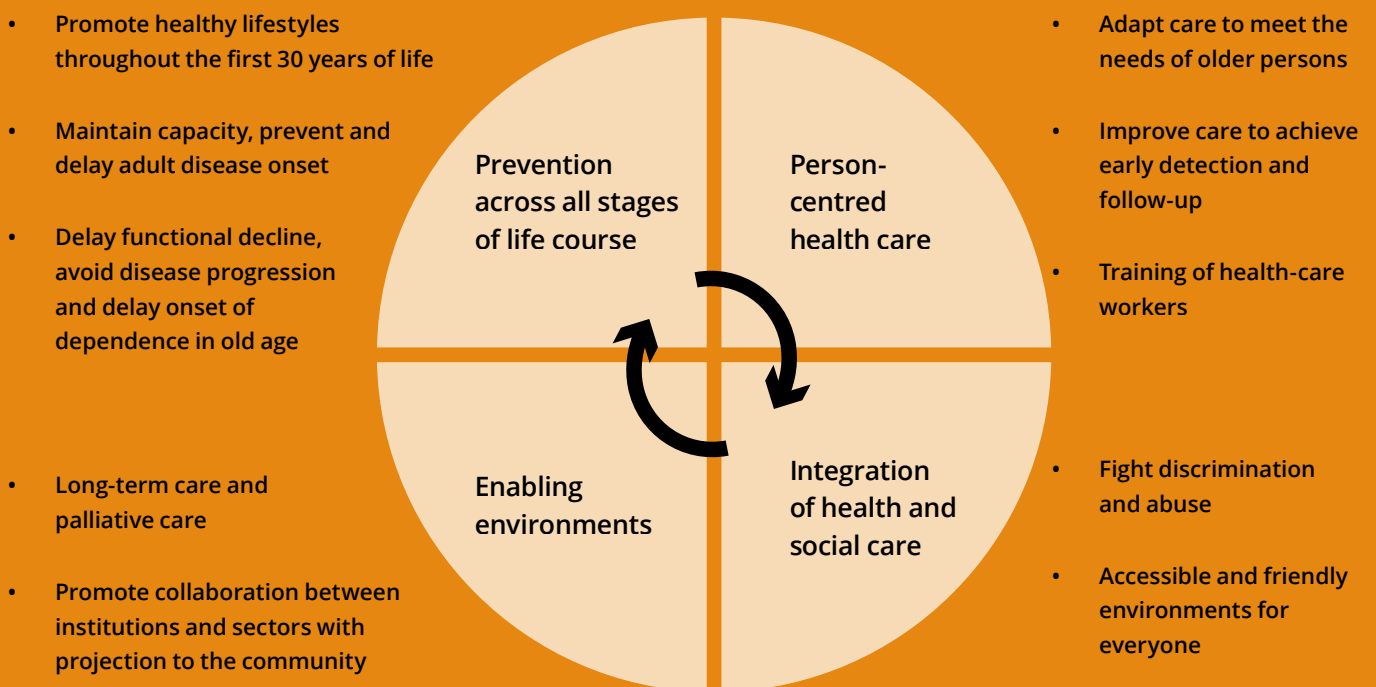 • Promote healthy lifestyles
throughout the first 30 years of life
• Maintain capacity, prevent and
delay adult disease onset
• Delay functional decline,
avoid disease progression
and delay onset of
dependence in old age
Prevention
across all stages
of life course
Person-
centred
health care
• Adapt care to meet the
needs of older persons
• Improve care to achieve
early detection and
follow-up
• Training of health-care
workers
• Long-term care and
palliative care
• Promote collaboration between
institutions and sectors with
projection to the community
Enabling
environments
Integration
of health and
social care
• Fight discrimination
and abuse
• Accessible and friendly
environments for
everyone